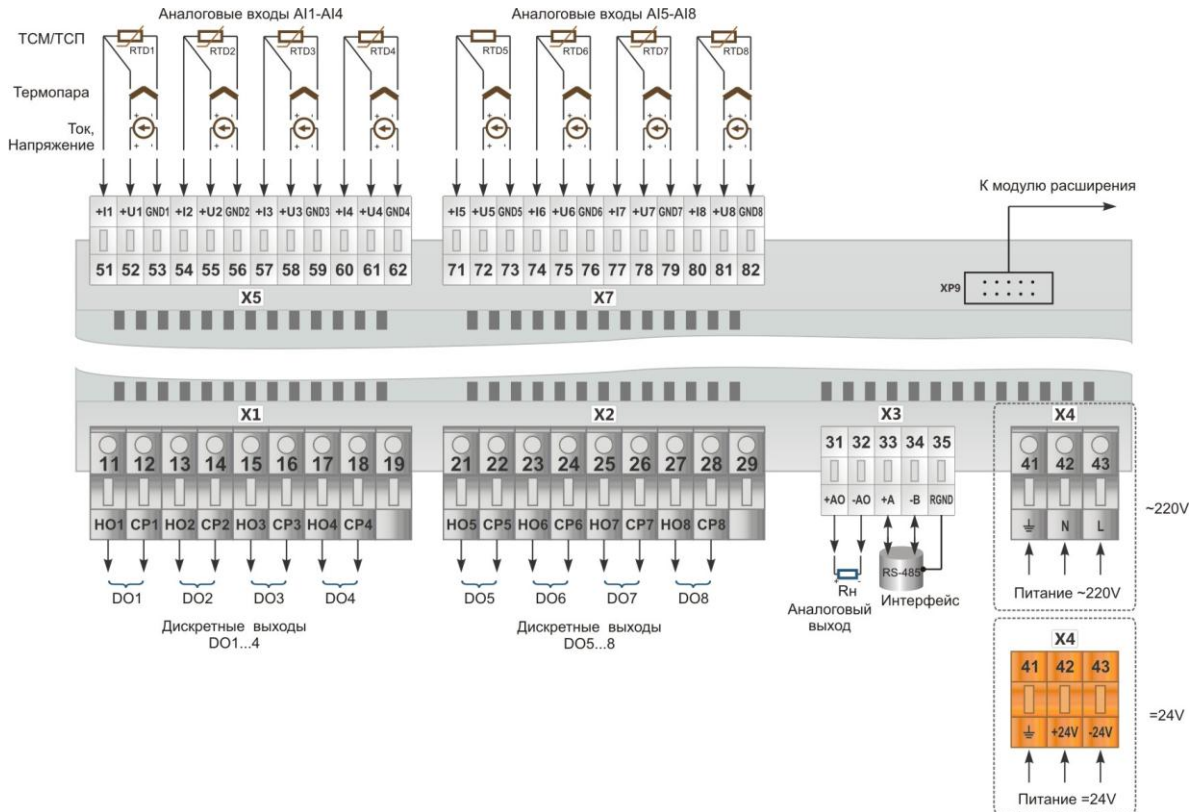 Аналоговые входы AI1-AI4
Аналоговые входы AI5-AI8
ТСМ/ТСП
RTD1 RTD2 RTD3 RTD4
RTD5 RTD6 RTD7 RTD8
Термопара
Ток,
Напряжение
+ - + - + - + -
+ - + - + - + -
+ - + - + - + -
+ - + - + - + -
К модулю расширения
+I1 +U1 GND1 +I2 +U2 GND2 +I3 +U3 GND3 +I4 +U4 GND4
51 52 53 54 55 56 57 58 59 60 61 62
X5
+I5 +U5 GND5 +I6 +U6 GND6 +I7 +U7 GND7 +I8 +U8 GND8
71 72 73 74 75 76 77 78 79 80 81 82
X7
XP9
X1
11 12 13 14 15 16 17 18 19
НО1 СР1 НО2 СР2 НО3 СР3 НО4 СР4
DO1 DO2 DO3 DO4
Дискретные выходы
DO1...4
X2
21 22 23 24 25 26 27 28 29
НО5 СР5 НО6 СР6 НО7 СР7 НО8 СР8
DO5 DO6 DO7 DO8
Дискретные выходы
DO5...8
X3
31 32 33 34 35
+AO -AO +A -B RGND
+ -
Rн
RS-485
Аналоговый
выход
Интерфейс
X4
41 42 43
N L
Питание ~220V
~220V
X4
41 42 43
+24V -24V
Питание =24V
=24V